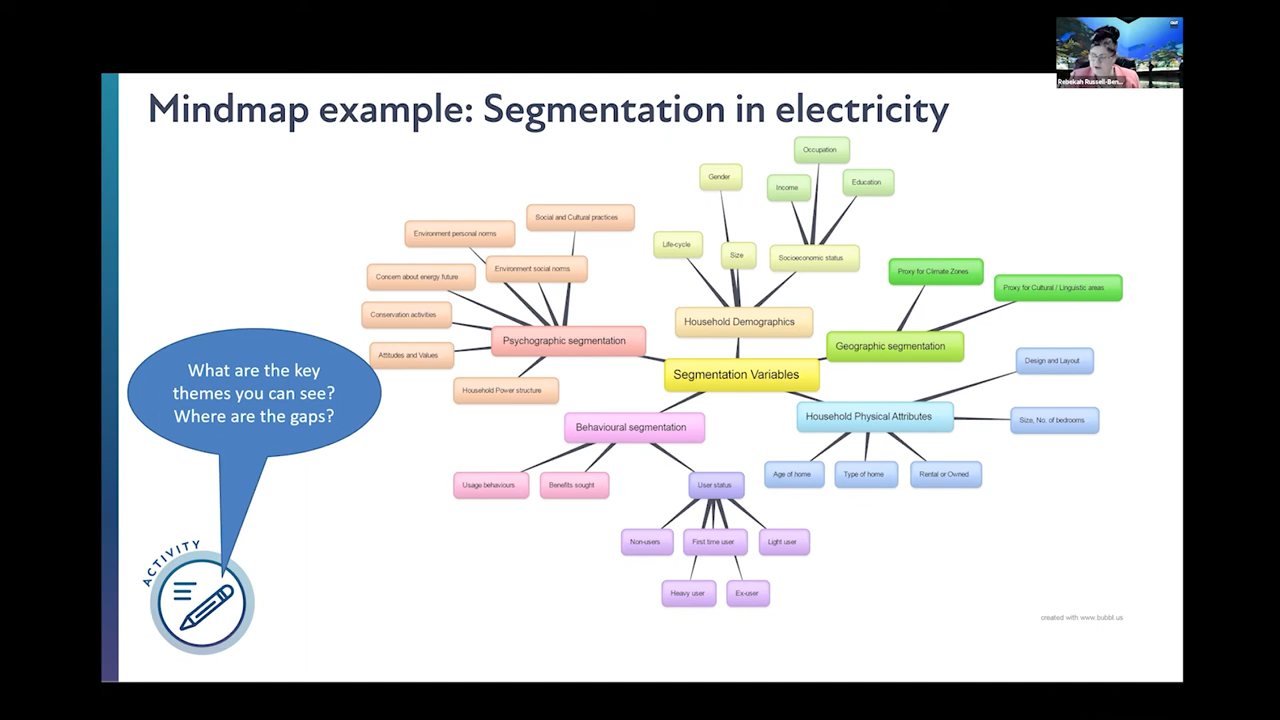 Rebekah Russell-Ben...
Mindmap example: Segmentation in electricity
Occupation
Gender
Income
Education
Social and Cultural practices
Environment personal norms
Life-cycle
Size
Socioeconomic status
Environment social norms
Concern about energy future
Proxy for Climate Zones
Proxy for Cultural / Linguistic areas
Conservation activities
Household Demographics
Psychographic segmentation
Geographic segmentation
Attitudes and Values
Design and Layout
What are the key
themes you can see?
Where are the gaps?
Segmentation Variables
Household Power structure
Household Physical Attributes
Size, No. of bedrooms
Behavioural segmentation
Age of home
Type of home
Rental or Owned
Usage behaviours
Benefits sought
User status
Non-users
First time user
Light user
Heavy user
Ex-user
ACTIVITY
created with www.bubbl.us